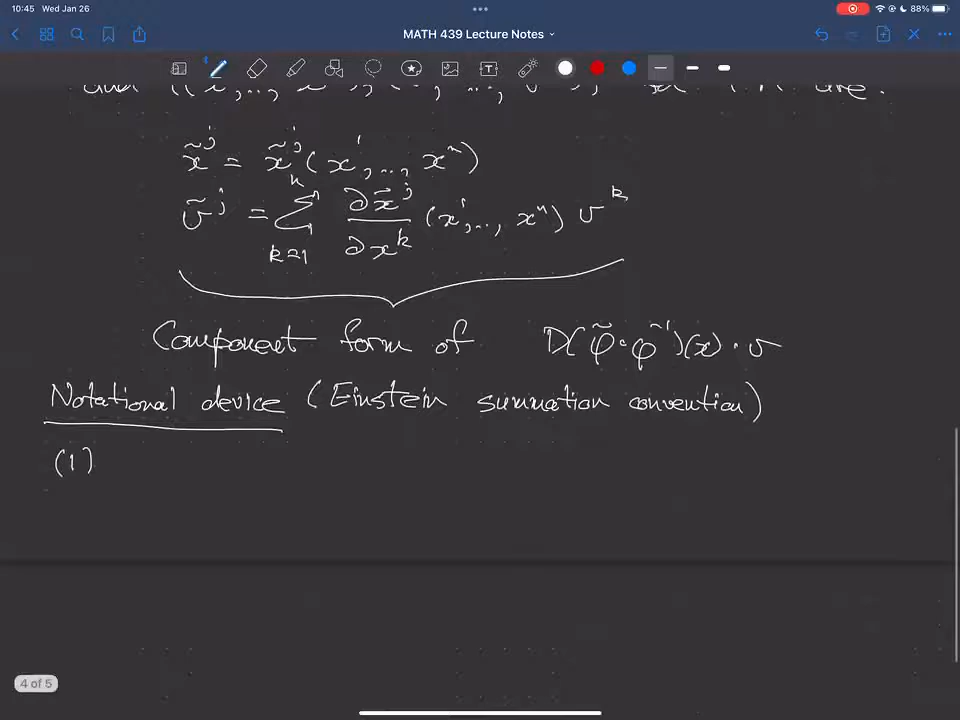 10:45 Wed Jan 26
88%
MATH 439 Lecture Notes
are.
x̃^j = x̃^j (x^1, ..., x^n)
ṽ^j = ∑_{k=1}^{n} ∂x̃^j/∂x^k (x^1, ..., x^n) v^k
Component form of D(φ̃∘φ^{-1})(x)·v
Notational device (Einstein summation convention)
(1)
4 of 5